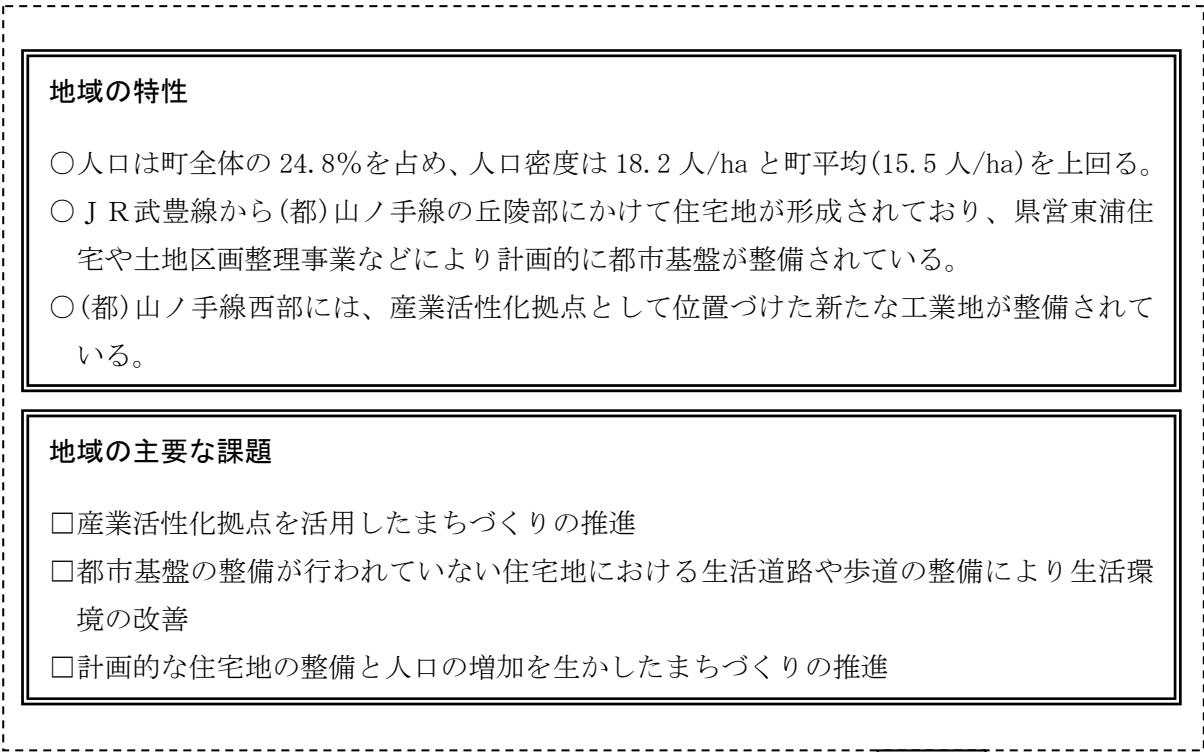 地域の特性
○人口は町全体の 24.8%を占め、人口密度は 18.2 人/ha と町平均(15.5 人/ha)を上回る。
○ＪＲ武豊線から(都)山ノ手線の丘陵部にかけて住宅地が形成されており、県営東浦住
宅や土地区画整理事業などにより計画的に都市基盤が整備されている。
○(都)山ノ手線西部には、産業活性化拠点として位置づけた新たな工業地が整備されて
いる。
地域の主要な課題
□産業活性化拠点を活用したまちづくりの推進
□都市基盤の整備が行われていない住宅地における生活道路や歩道の整備により生活環
境の改善
□計画的な住宅地の整備と人口の増加を生かしたまちづくりの推進